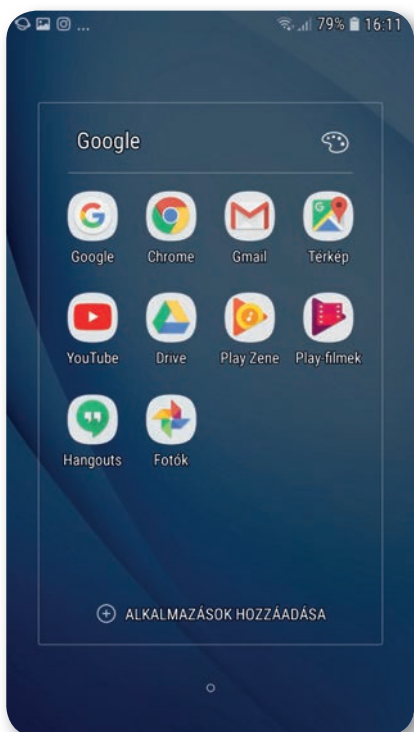 ... 79% 16:11
Google
Google Chrome Gmail Térkép
YouTube Drive Play Zene Play-filmek
Hangouts Fotók
ALKALMAZÁSOK HOZZÁADÁSA